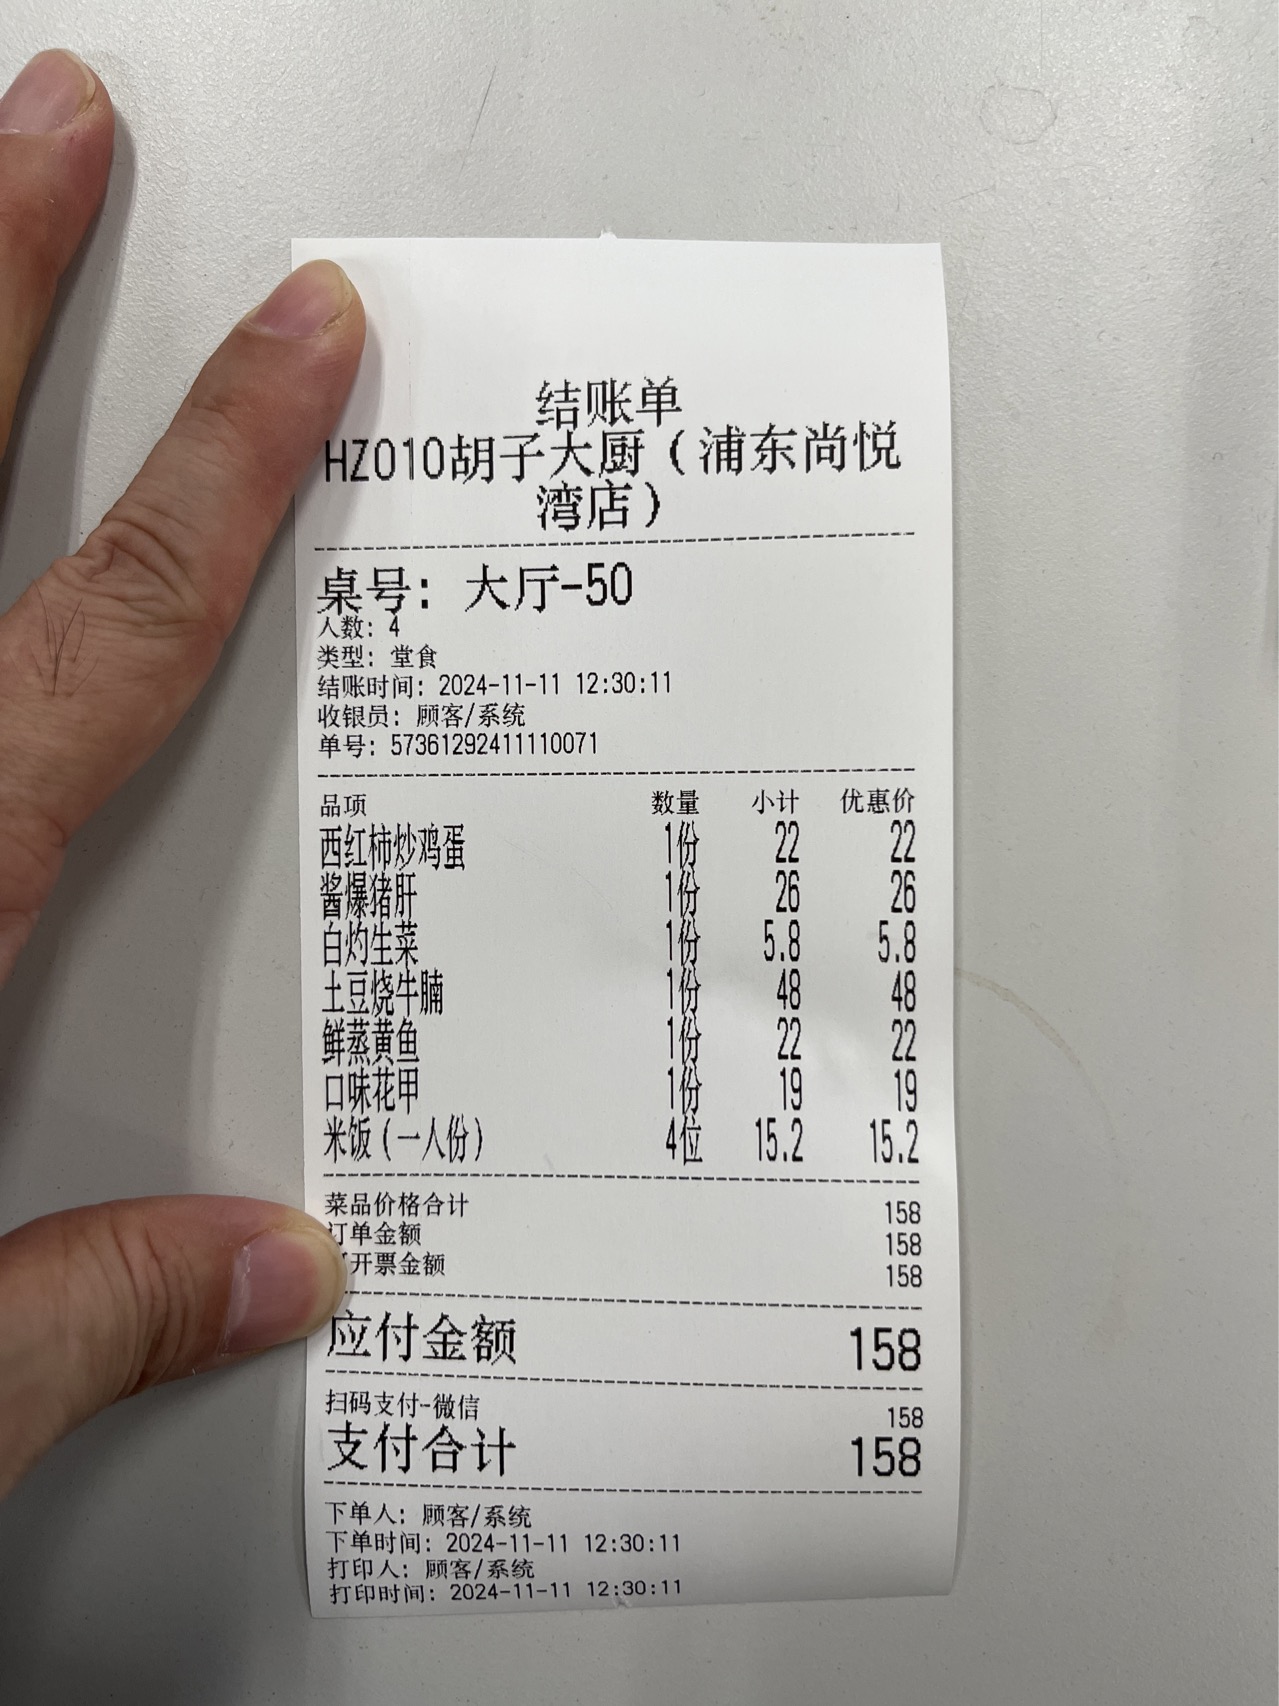 结账单
HZ010胡子大厨（浦东尚悦
湾店）
桌号: 大厅-50
人数: 4
类型: 堂食
结账时间: 2024-11-11 12:30:11
收银员: 顾客/系统
单号: 57361292411110071
品项 数量 小计 优惠价
西红柿炒鸡蛋 1份 22 22
酱爆猪肝 1份 26 26
白灼生菜 1份 5.8 5.8
土豆烧牛腩 1份 48 48
鲜蒸黄鱼 1份 22 22
口味花甲 1份 19 19
米饭（一人份） 4位 15.2 15.2
菜品价格合计 158
订单金额 158
开票金额 158
应付金额 158
扫码支付-微信 158
支付合计 158
下单人: 顾客/系统
下单时间: 2024-11-11 12:30:11
打印人: 顾客/系统
打印时间: 2024-11-11 12:30:11